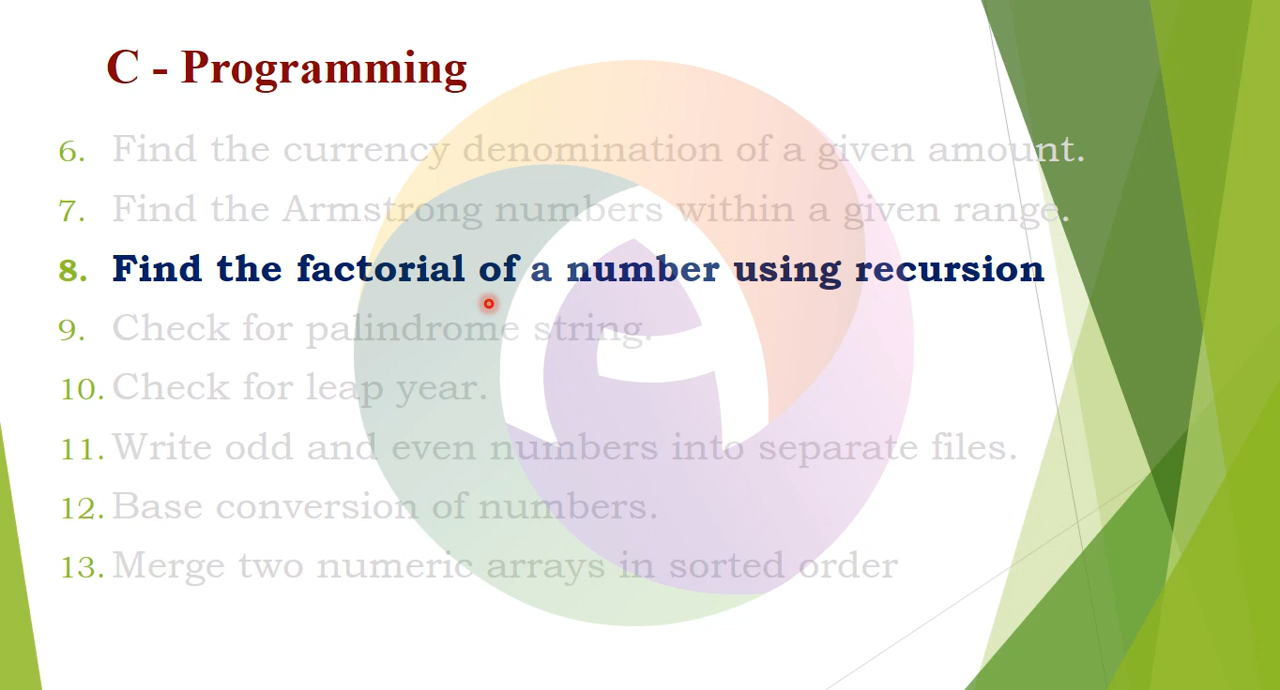 C - Programming
6. Find the currency denomination of a given amount.
7. Find the Armstrong numbers within a given range.
8. Find the factorial of a number using recursion
9. Check for palindrome string.
10. Check for leap year.
11. Write odd and even numbers into separate files.
12. Base conversion of numbers.
13. Merge two numeric arrays in sorted order